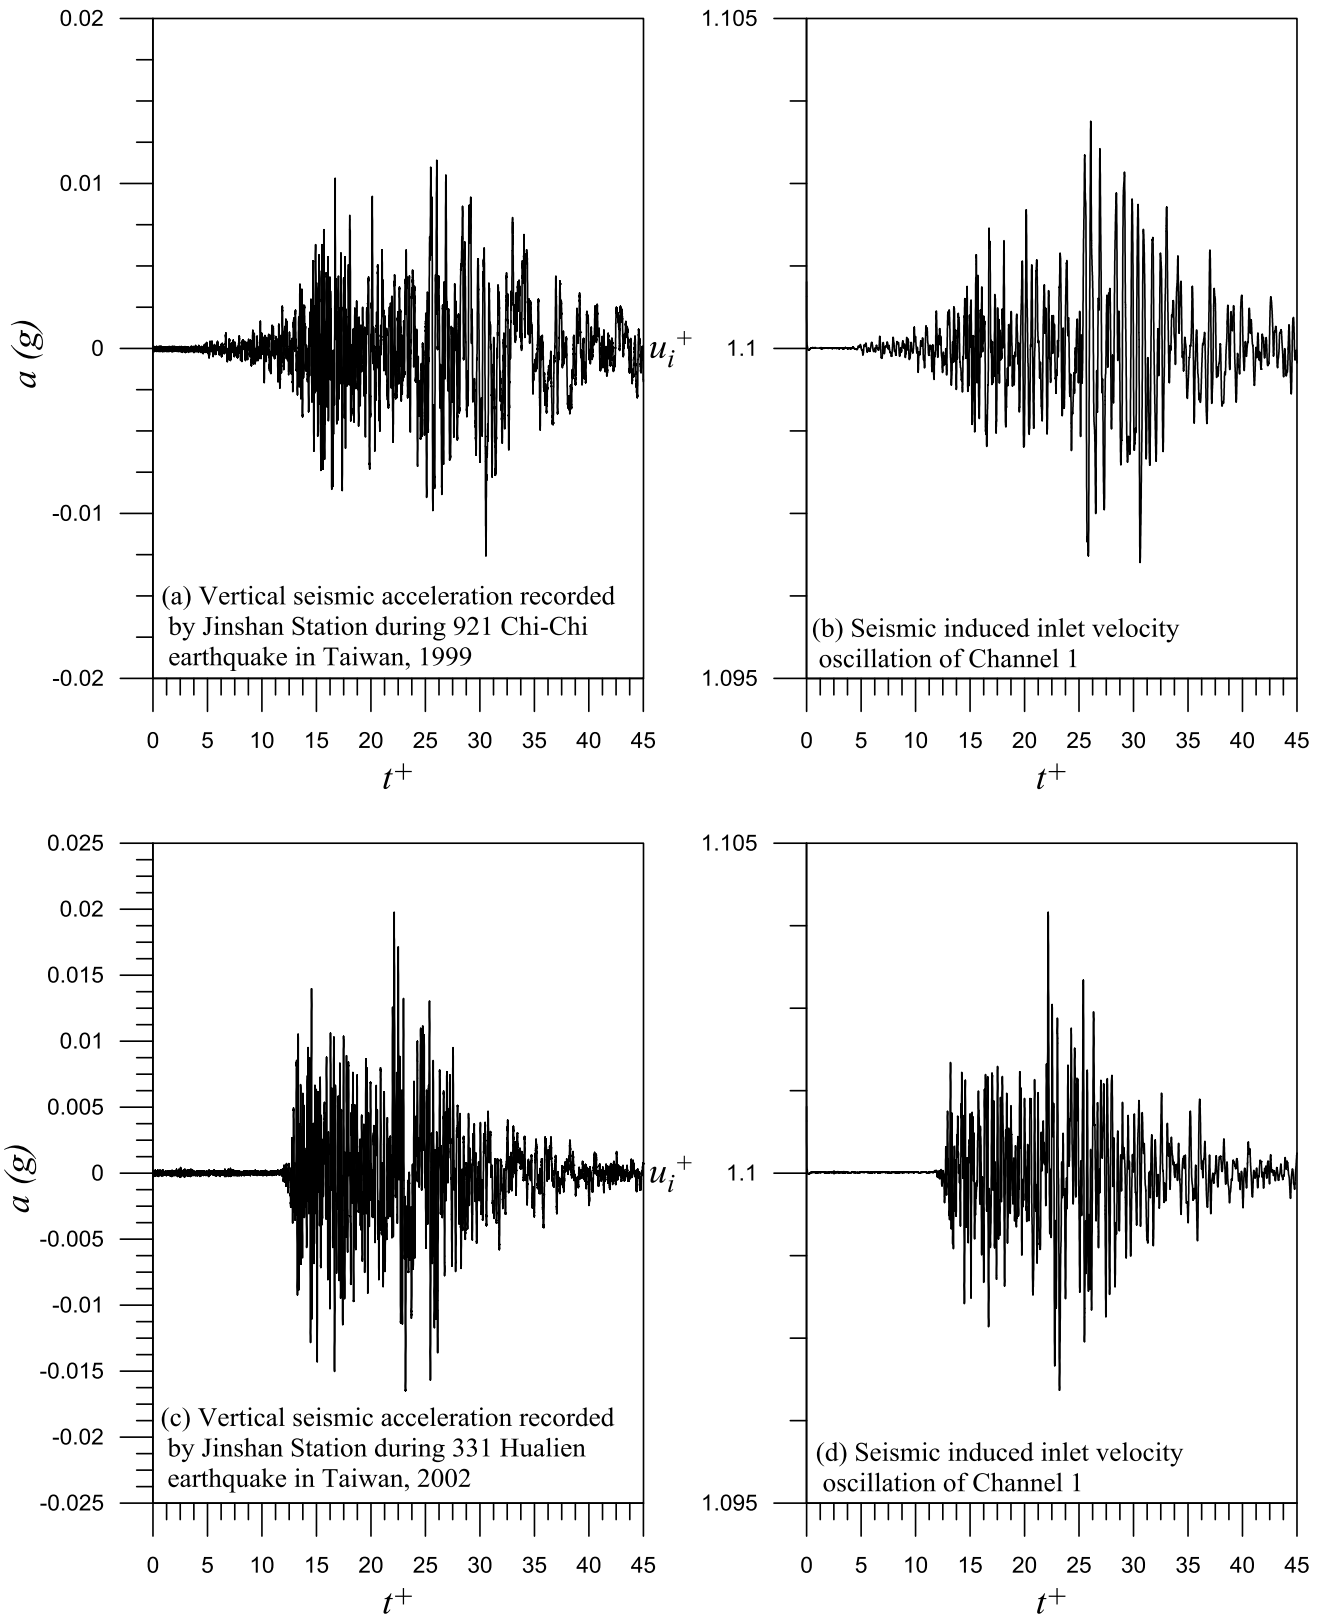 0.02
0.01
0
-0.01
-0.02
a (g)
(a) Vertical seismic acceleration recorded
by Jinshan Station during 921 Chi-Chi
earthquake in Taiwan, 1999
0 5 10 15 20 25 30 35 40 45
t+
1.105
1.1
1.095
ui+
(b) Seismic induced inlet velocity
oscillation of Channel 1
0 5 10 15 20 25 30 35 40 45
t+
0.025
0.02
0.015
0.01
0.005
0
-0.005
-0.01
-0.015
-0.02
-0.025
a (g)
(c) Vertical seismic acceleration recorded
by Jinshan Station during 331 Hualien
earthquake in Taiwan, 2002
0 5 10 15 20 25 30 35 40 45
t+
1.105
1.1
1.095
ui+
(d) Seismic induced inlet velocity
oscillation of Channel 1
0 5 10 15 20 25 30 35 40 45
t+